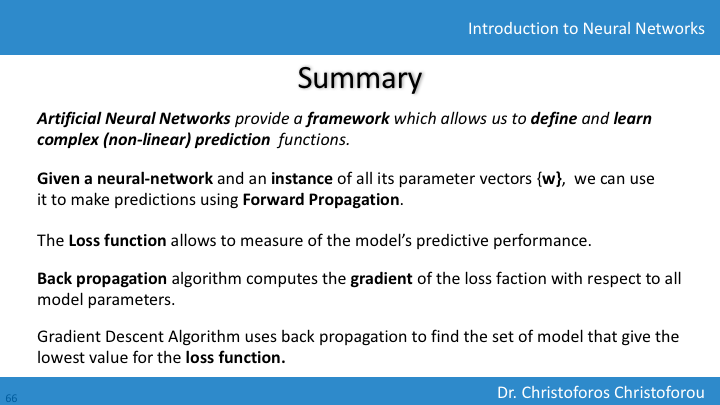 Introduction to Neural Networks
Summary
Artificial Neural Networks provide a framework which allows us to define and learn
complex (non-linear) prediction functions.
Given a neural-network and an instance of all its parameter vectors {w}, we can use
it to make predictions using Forward Propagation.
The Loss function allows to measure of the model’s predictive performance.
Back propagation algorithm computes the gradient of the loss faction with respect to all
model parameters.
Gradient Descent Algorithm uses back propagation to find the set of model that give the
lowest value for the loss function.
66
Dr. Christoforos Christoforou